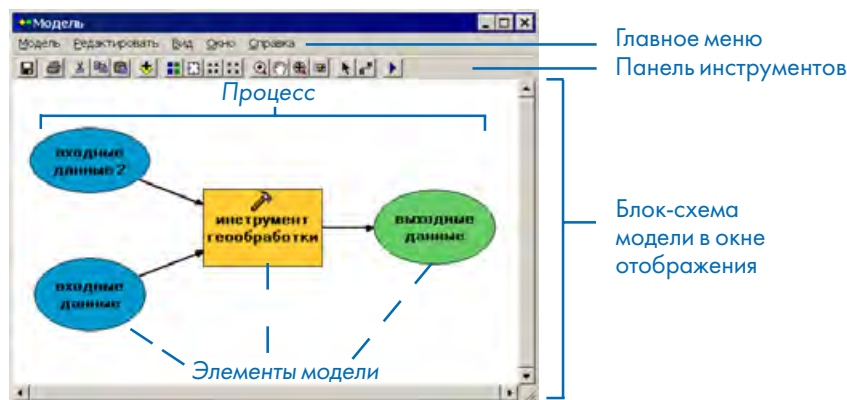 Модель
Модель Редактировать Вид Окно Справка
Главное меню
Панель инструментов
Процесс
входные
данные 2
инструмент
геообработки
выходные
данные
входные
данные
Блок-схема
модели в окне
отображения
Элементы модели